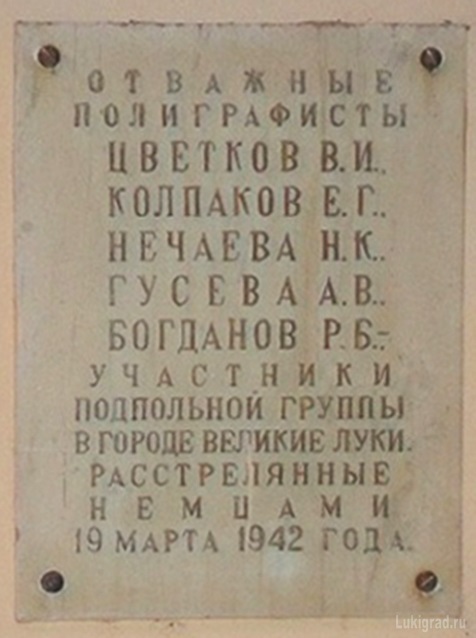 ОТВАЖНЫЕ
ПОЛИГРАФИСТЫ
ЦВЕТКОВ В.И.,
КОЛПАКОВ Е.Г.,
НЕЧАЕВА Н.К.,
ГУСЕВА А.В.,
БОГДАНОВ Р.Б.,-
УЧАСТНИКИ
ПОДПОЛЬНОЙ ГРУППЫ
В ГОРОДЕ ВЕЛИКИЕ ЛУКИ.
РАССТРЕЛЯННЫЕ
НЕМЦАМИ
19 МАРТА 1942 ГОДА.
Lukigrad.ru